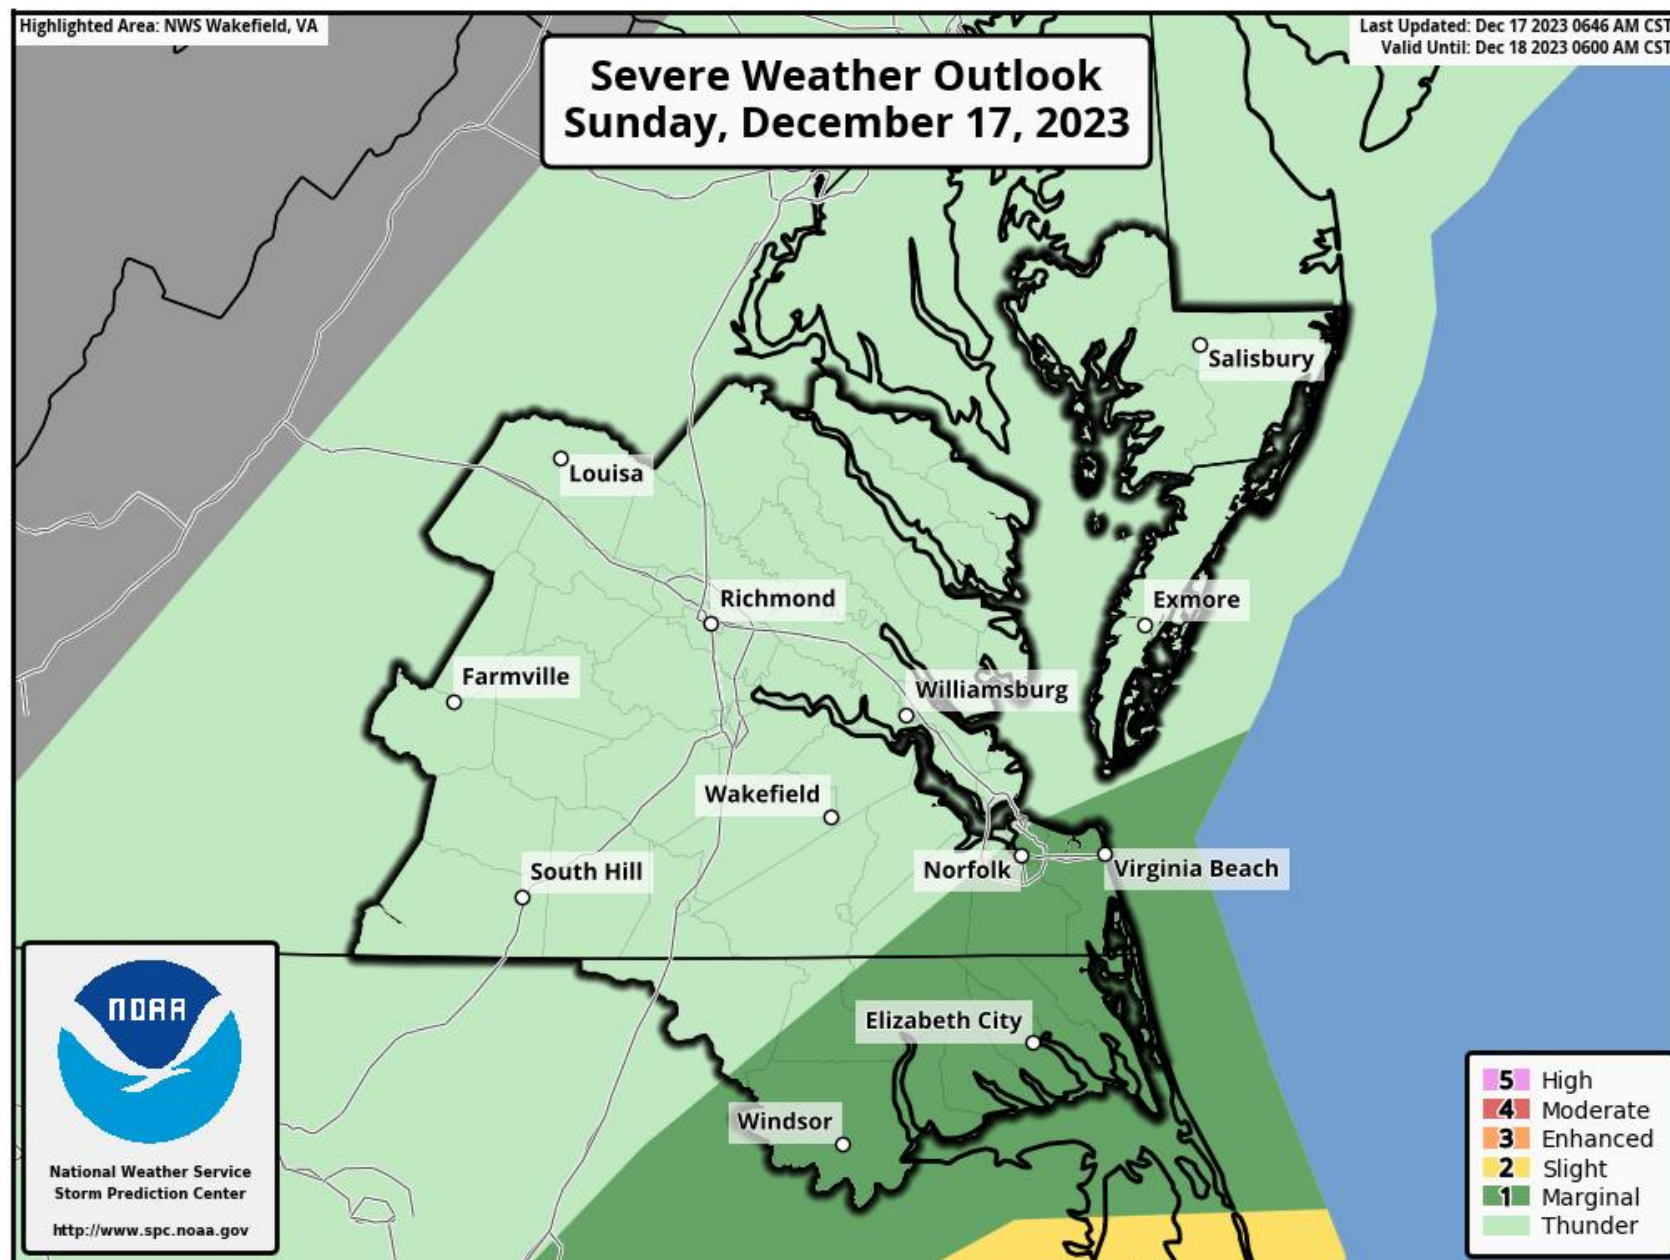 Highlighted Area: NWS Wakefield, VA
Last Updated: Dec 17 2023 0646 AM CST
Valid Until: Dec 18 2023 0600 AM CST
Severe Weather Outlook
Sunday, December 17, 2023
Salisbury
Louisa
Richmond
Exmore
Farmville
Williamsburg
Wakefield
South Hill
Norfolk
Virginia Beach
Elizabeth City
Windsor
NOAA
National Weather Service
Storm Prediction Center
http://www.spc.noaa.gov
5 High
4 Moderate
3 Enhanced
2 Slight
1 Marginal
Thunder